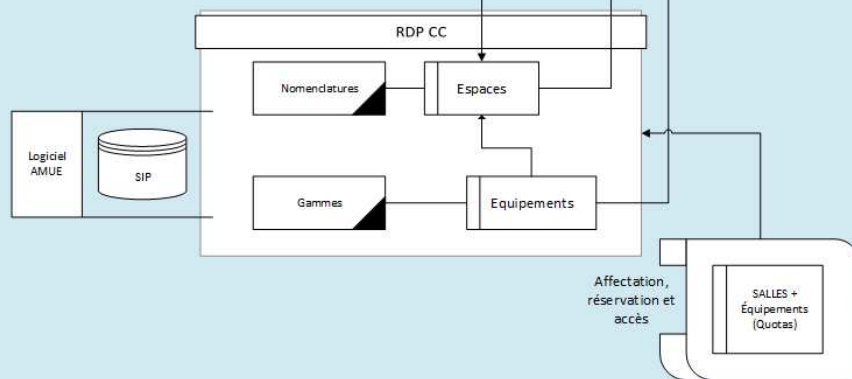 RDP CC
Nomenclatures
Espaces
Logiciel
AMUE
SIP
Gammes
Equipements
Affectation,
réservation et
accès
SALLES +
Équipements
(Quotas)